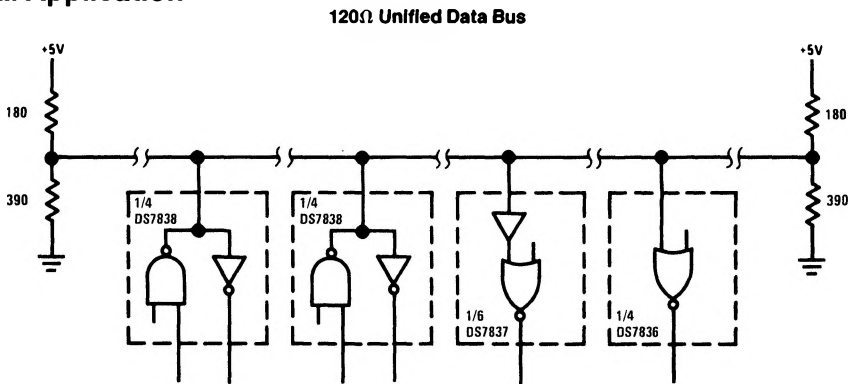 120Ω Unified Data Bus
+5V
+5V
180
180
390
390
1/4
DS7838
1/4
DS7838
1/6
DS7837
1/4
DS7836